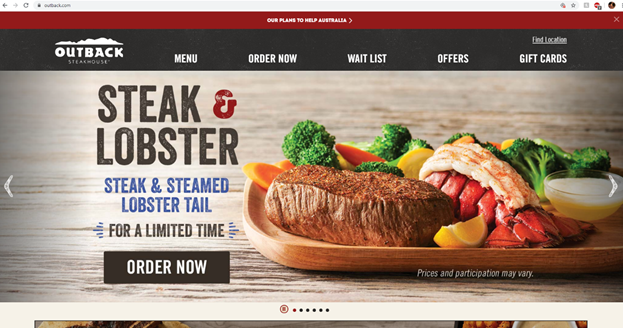 outback.com
OUR PLANS TO HELP AUSTRALIA >
Find Location
OUTBACK
STEAKHOUSE®
MENU
ORDER NOW
WAIT LIST
OFFERS
GIFT CARDS
STEAK &
LOBSTER
STEAK & STEAMED
LOBSTER TAIL
FOR A LIMITED TIME
ORDER NOW
Prices and participation may vary.